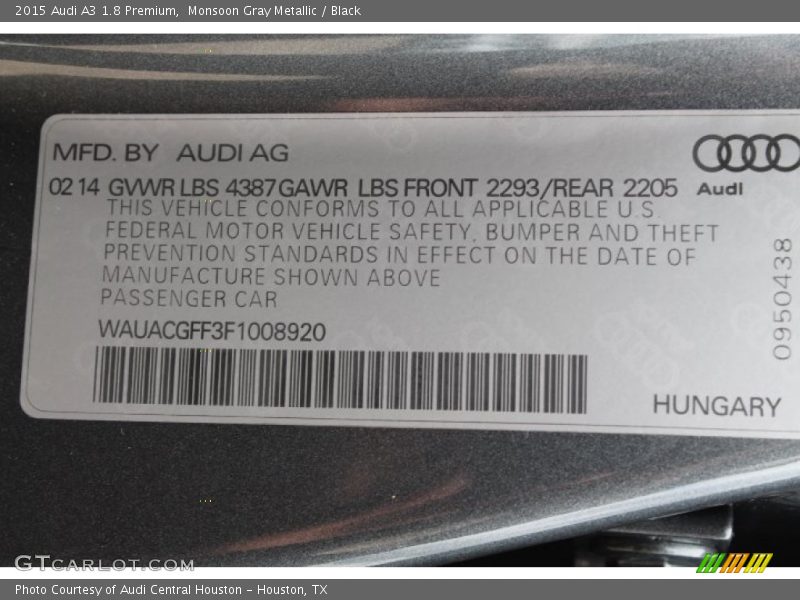 2015 Audi A3 1.8 Premium,  Monsoon Gray Metallic / Black
MFD. BY AUDI AG
0214 GVWR LBS 4387 GAWR LBS FRONT 2293/REAR 2205
Audi
THIS VEHICLE CONFORMS TO ALL APPLICABLE U.S.
FEDERAL MOTOR VEHICLE SAFETY, BUMPER AND THEFT
PREVENTION STANDARDS IN EFFECT ON THE DATE OF
MANUFACTURE SHOWN ABOVE
PASSENGER CAR
WAUACGFF3F1008920
0950438
HUNGARY
GTCARLOT.COM
Photo Courtesy of Audi Central Houston - Houston, TX